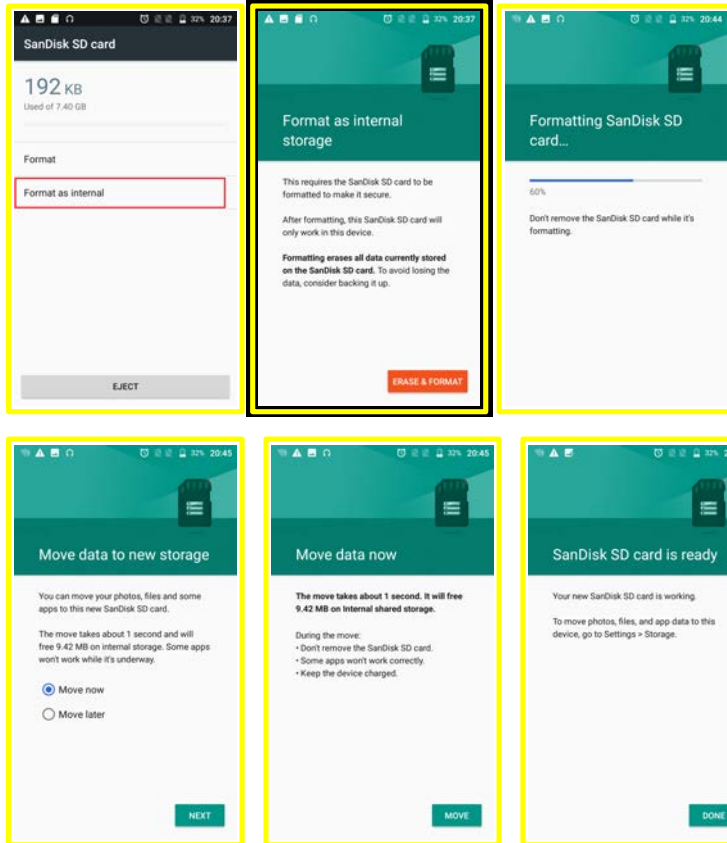 32% 20:37
SanDisk SD card
192 KB
Used of 7.40 GB
Format
Format as internal
EJECT
32% 20:37
Format as internal
storage
This requires the SanDisk SD card to be
formatted to make it secure.
After formatting, this SanDisk SD card will
only work in this device.
Formatting erases all data currently stored
on the SanDisk SD card. To avoid losing the
data, consider backing it up.
ERASE & FORMAT
32% 20:44
Formatting SanDisk SD
card...
60%
Don't remove the SanDisk SD card while it's
formatting.
32% 20:45
Move data to new storage
You can move your photos, files and some
apps to this new SanDisk SD card.
The move takes about 1 second and will
free 9.42 MB on internal storage. Some apps
won't work while it's underway.
Move now
Move later
NEXT
32% 20:45
Move data now
The move takes about 1 second. It will free
9.42 MB on Internal shared storage.
During the move:
• Don't remove the SanDisk SD card.
• Some apps won't work correctly.
• Keep the device charged.
MOVE
32%
SanDisk SD card is ready
Your new SanDisk SD card is working.
To move photos, files, and app data to this
device, go to Settings > Storage.
DONE